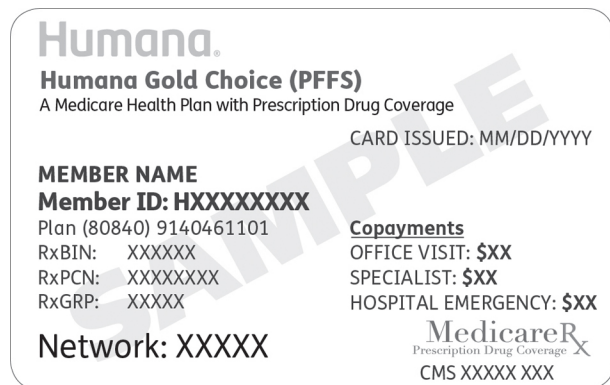 Humana®
Humana Gold Choice (PFFS)
A Medicare Health Plan with Prescription Drug Coverage
CARD ISSUED: MM/DD/YYYY
MEMBER NAME
Member ID: HXXXXXXXX
Plan (80840) 9140461101
RxBIN: XXXXXX
RxPCN: XXXXXXXX
RxGRP: XXXXX
Copayments
OFFICE VISIT: $XX
SPECIALIST: $XX
HOSPITAL EMERGENCY: $XX
Network: XXXXX
MedicareRx
Prescription Drug Coverage
CMS XXXXX XXX
SAMPLE